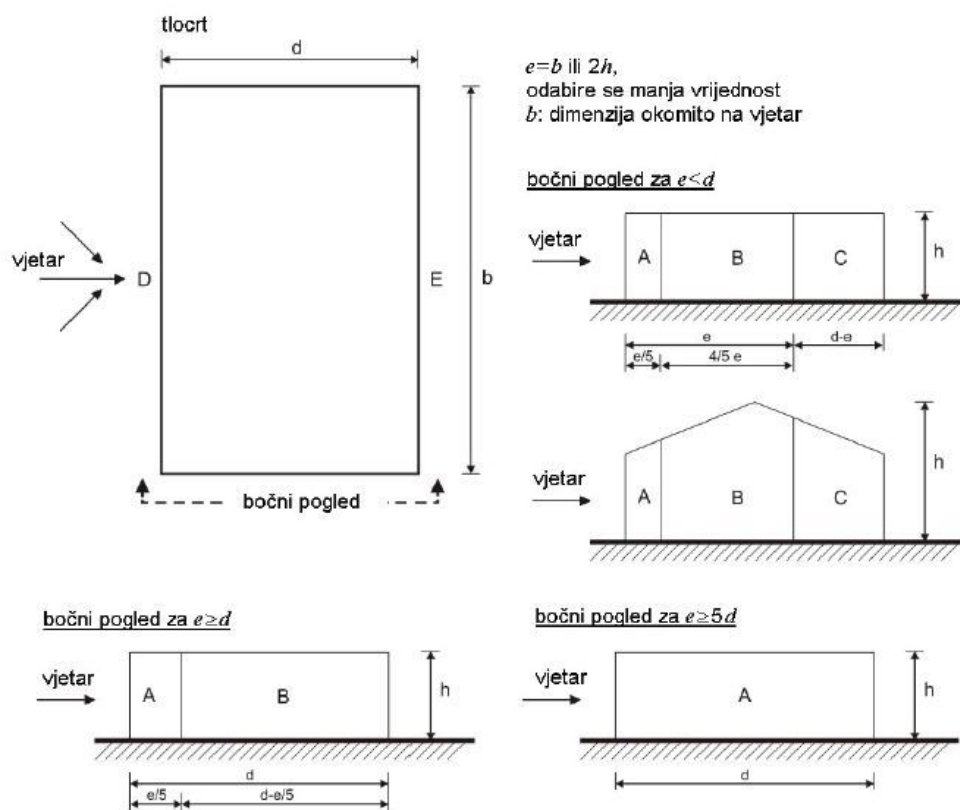 tlocrt
d
e=b ili 2h,
odabire se manja vrijednost
b: dimenzija okomito na vjetar
vjetar
D
E
b
bočni pogled
bočni pogled za e<d
vjetar
A
B
C
h
e
d-e
e/5
4/5 e
vjetar
A
B
C
h
bočni pogled za e≥d
vjetar
A
B
h
d
e/5
d-e/5
bočni pogled za e≥5d
vjetar
A
h
d